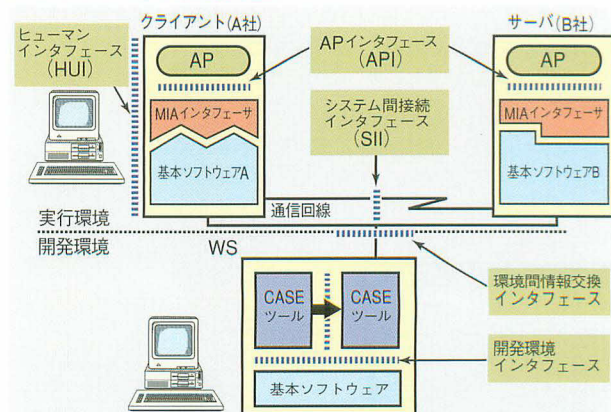 ヒューマン
インタフェース
(HUI)
クライアント(A社)
AP
MIAインタフェーサ
基本ソフトウェアA
APインタフェース
(API)
システム間接続
インタフェース
(SII)
サーバ(B社)
AP
MIAインタフェーサ
基本ソフトウェアB
通信回線
実行環境
開発環境
WS
CASE
ツール
CASE
ツール
基本ソフトウェア
環境間情報交換
インタフェース
開発環境
インタフェース